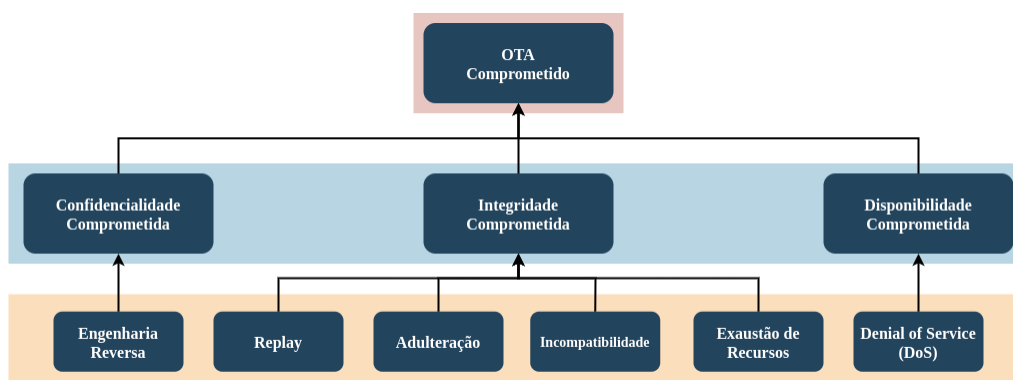 OTA
Comprometido
Confidencialidade
Comprometida
Integridade
Comprometida
Disponibilidade
Comprometida
Engenharia
Reversa
Replay
Adulteração
Incompatibilidade
Exaustão de
Recursos
Denial of Service
(DoS)